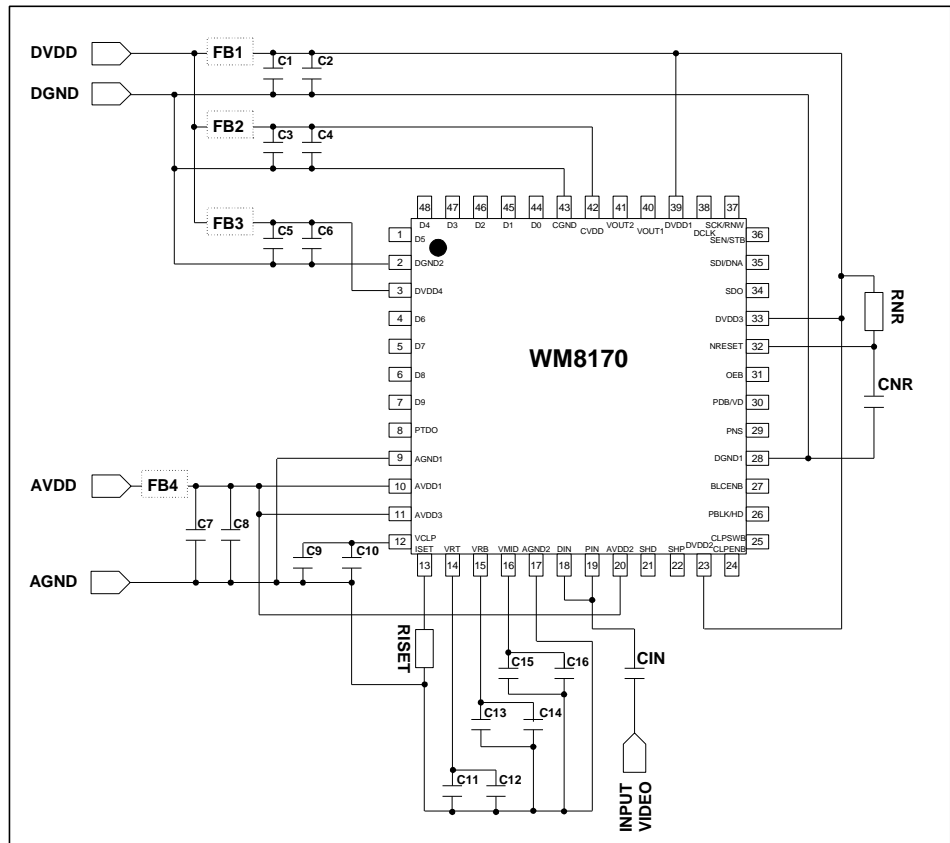 DVDD
FB1
C1
C2
DGND
FB2
C3
C4
FB3
C5
C6
48
47
46
45
44
43
42
41
40
39
38
37
D4
D3
D2
D1
D0
CGND
CVDD
VOUT2
VOUT1
DVDD1
DCLK
SCK/RNW
1
D5
2
DGND2
3
DVDD4
4
D6
5
D7
6
D8
7
D9
8
PTDO
9
AGND1
10
AVDD1
11
AVDD3
12
VCLP
SEN/STB
36
SDI/DNA
35
SDO
34
DVDD3
33
NRESET
32
OEB
31
PDB/VD
30
PNS
29
DGND1
28
BLCENB
27
PBLK/HD
26
CLPSWB
25
WM8170
RNR
CNR
AVDD
FB4
C7
C8
C9
C10
AGND
ISET
VRT
VRB
VMID
AGND2
DIN
PIN
AVDD2
SHD
SHP
DVDD2
CLPENB
13
14
15
16
17
18
19
20
21
22
23
24
RISET
C15
C16
CIN
C13
C14
C11
C12
INPUT
VIDEO